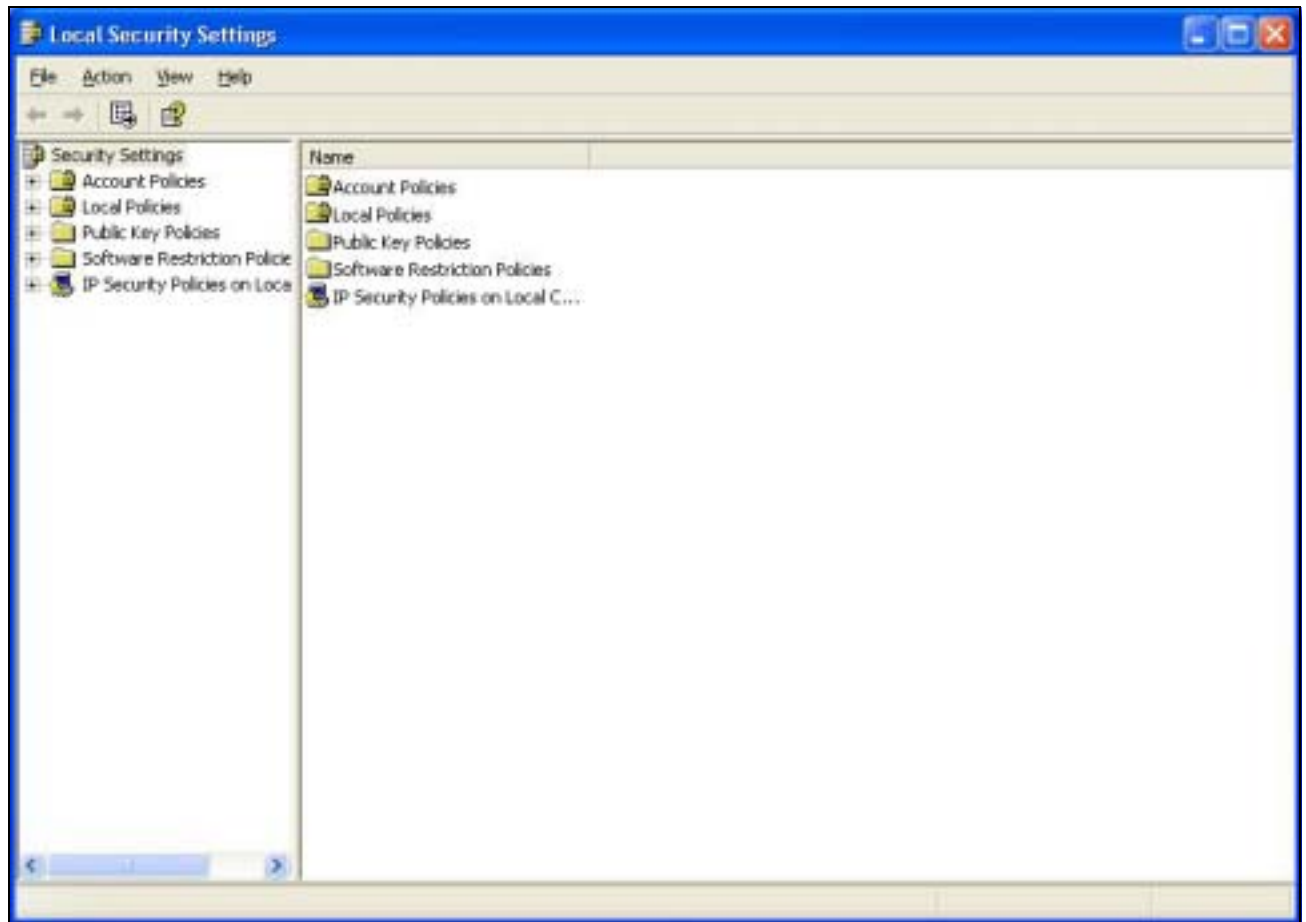 Local Security Settings
File Action View Help
Security Settings
Account Policies
Local Policies
Public Key Policies
Software Restriction Policie
IP Security Policies on Loca
Name
Account Policies
Local Policies
Public Key Policies
Software Restriction Policies
IP Security Policies on Local C...